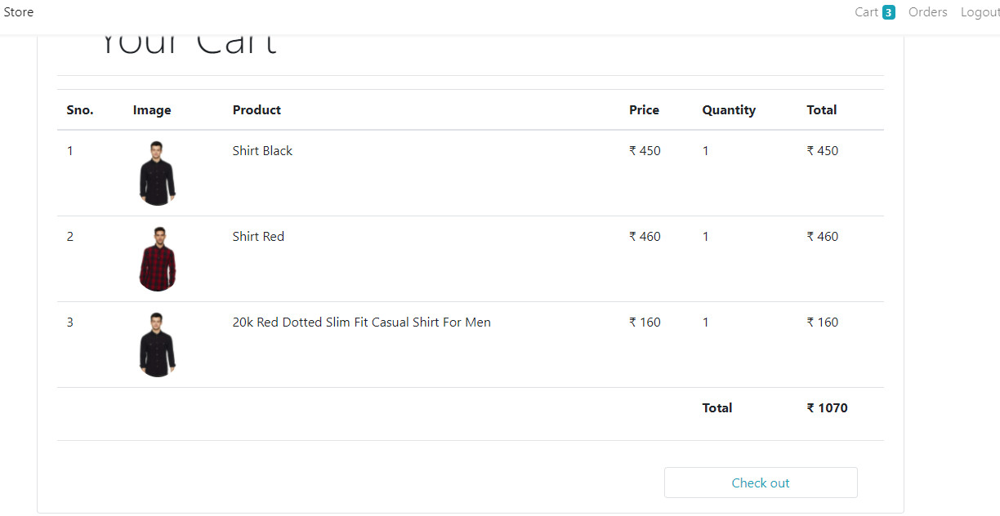 Store Cart 3 Orders Logout
Your Cart
Sno. Image Product Price Quantity Total
1 Shirt Black ₹ 450 1 ₹ 450
2 Shirt Red ₹ 460 1 ₹ 460
3 20k Red Dotted Slim Fit Casual Shirt For Men ₹ 160 1 ₹ 160
Total ₹ 1070
Check out